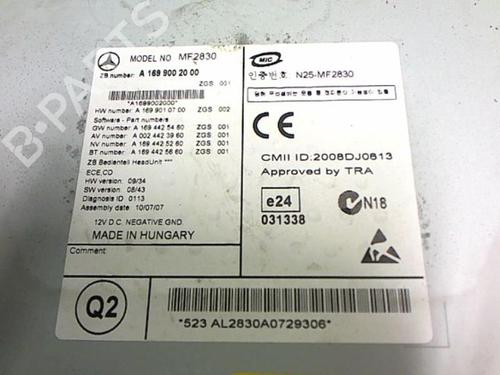 MODEL NO MF2830
ZB number: A 169 900 20 00
ZGS 001
*A1699002000*
HW number: A 169 901 07 00 ZGS 002
Software - Part numbers
GW number A 169 442 54 60 ZGS 001
AV number A 002 442 39 60 ZGS 001
NV number A 169 442 52 60 ZGS 001
BT number A 169 442 56 60 ZGS 001
ZB Bedienteil HeadUnit ***
ECE,CD
HW version: 09/34
SW version: 08/43
Diagnosis ID 0113
Assembly date: 10/07/07
12V D.C. NEGATIVE GND.
MADE IN HUNGARY
Comment:
Q2
MIC
인증번호: N25-MF2830
CE
CMII ID:2008DJ0613
Approved by TRA
e24
031338
N18
*523 AL2830A0729306*
B-PARTS